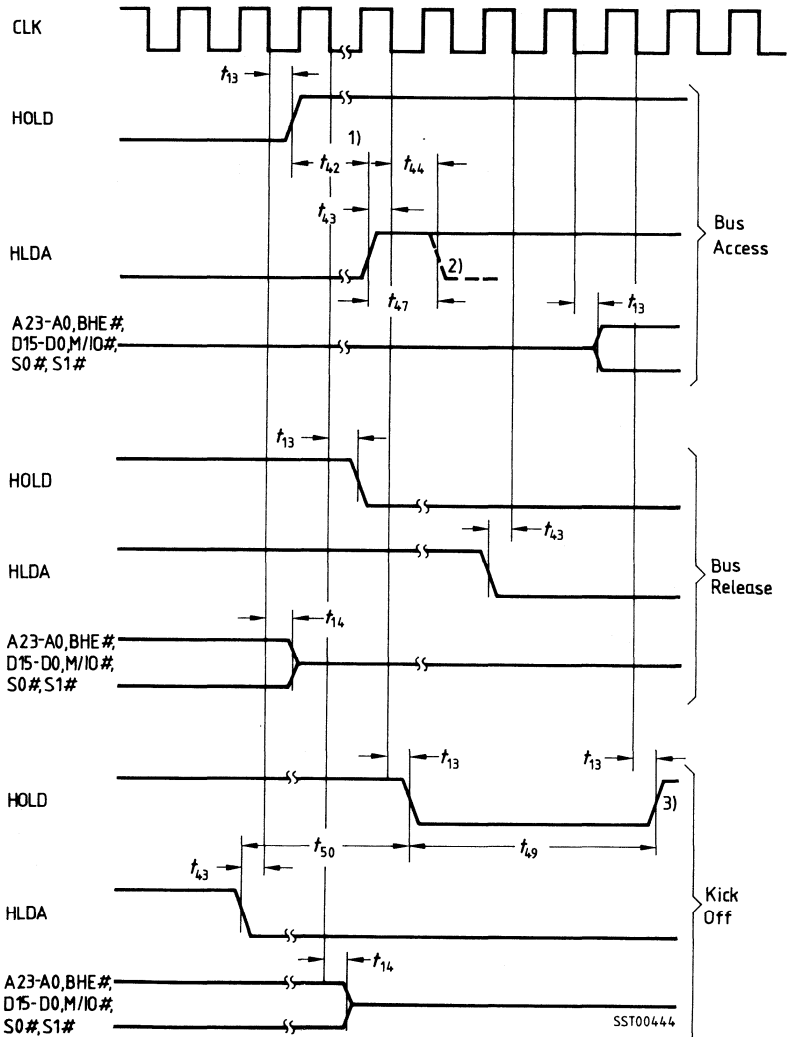 CLK
t13
HOLD
1)
t42
t44
t43
HLDA
2)
t47
Bus
Access
t13
A23-A0,BHE#,
D15-D0,M/IO#,
S0#,S1#
t13
HOLD
t43
HLDA
Bus
Release
t14
A23-A0,BHE#,
D15-D0,M/IO#,
S0#,S1#
t13
t13
HOLD
3)
t50
t49
t43
HLDA
Kick
Off
t14
A23-A0,BHE#,
D15-D0,M/IO#,
S0#,S1#
SST00444